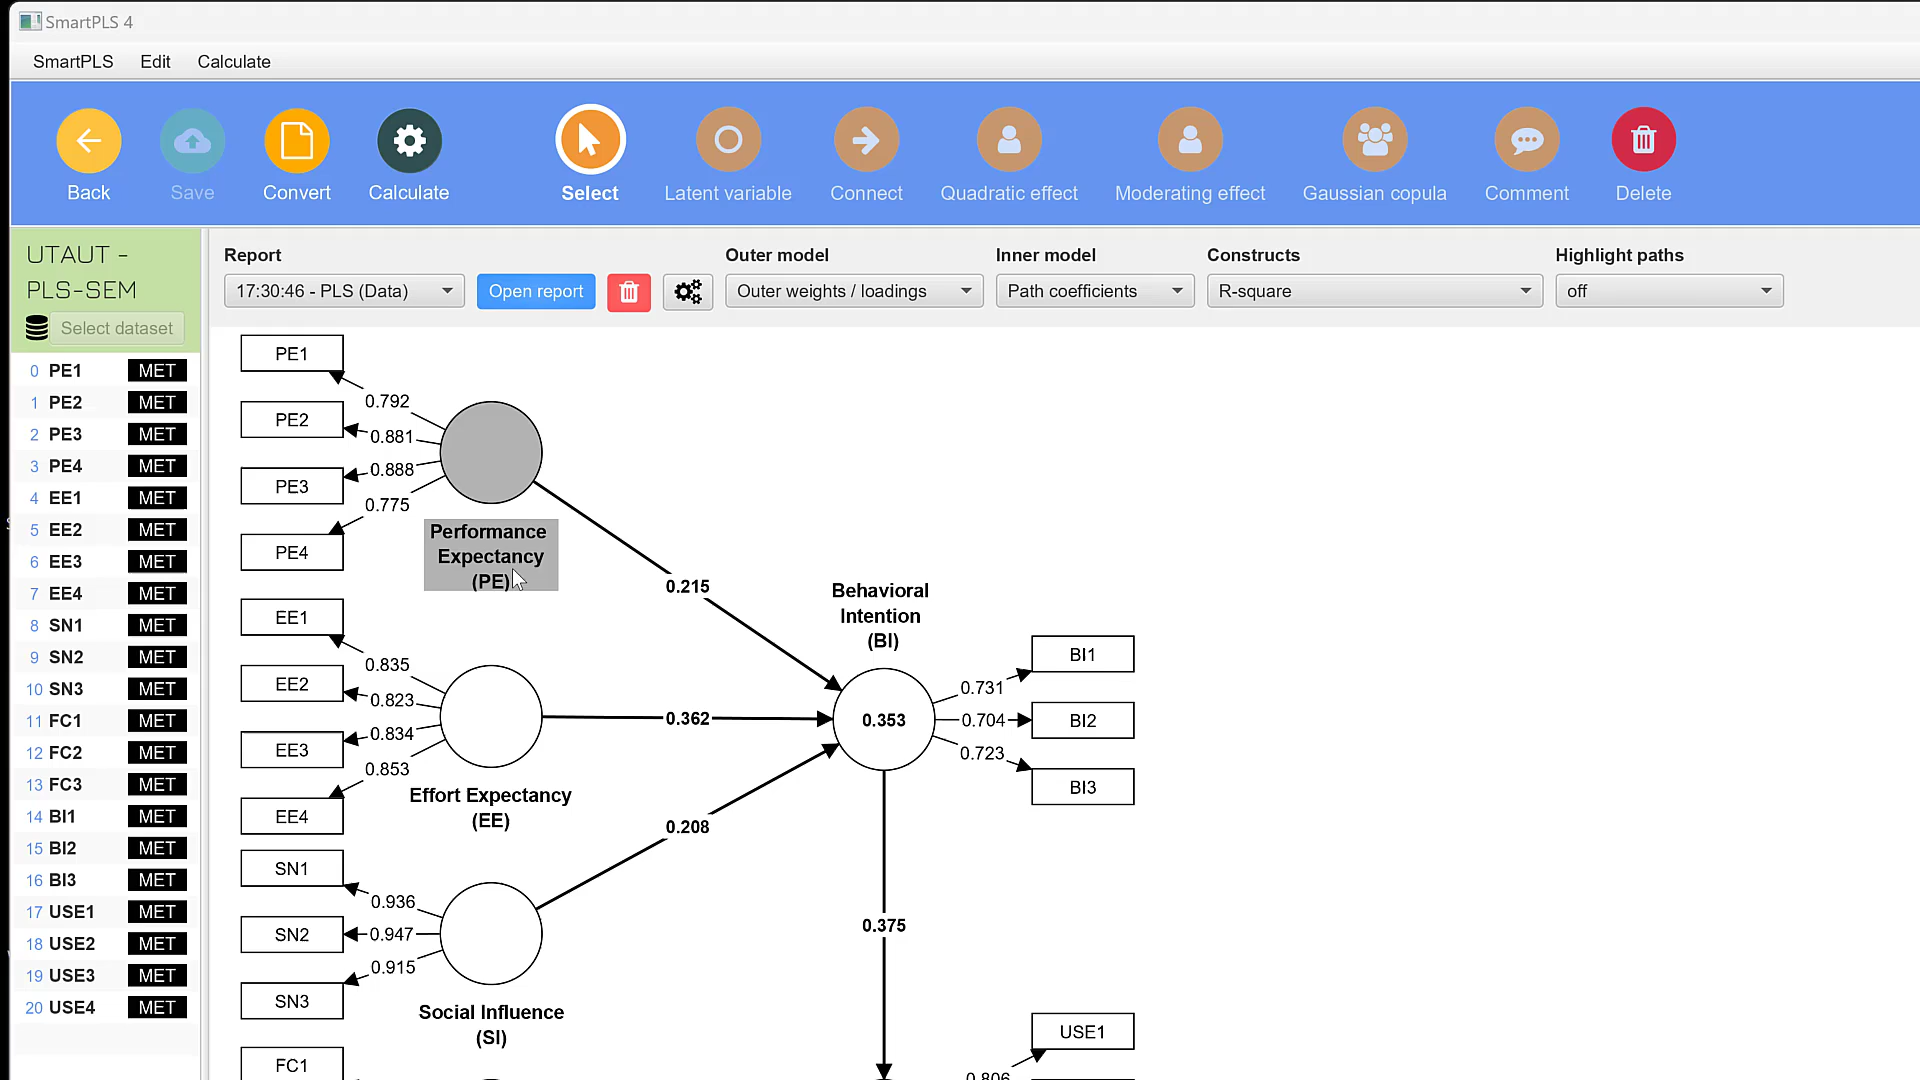 SmartPLS 4
SmartPLS Edit Calculate
Back Save Convert Calculate Select Latent variable Connect Quadratic effect Moderating effect Gaussian copula Comment Delete
UTAUT -
PLS-SEM
Select dataset
Report Outer model Inner model Constructs Highlight paths
17:30:46 - PLS (Data) Open report Outer weights / loadings Path coefficients R-square off
0 PE1 MET
1 PE2 MET
2 PE3 MET
3 PE4 MET
4 EE1 MET
5 EE2 MET
6 EE3 MET
7 EE4 MET
8 SN1 MET
9 SN2 MET
10 SN3 MET
11 FC1 MET
12 FC2 MET
13 FC3 MET
14 BI1 MET
15 BI2 MET
16 BI3 MET
17 USE1 MET
18 USE2 MET
19 USE3 MET
20 USE4 MET
PE1
0.792
PE2
0.881
0.888
PE3
0.775
PE4
Performance
Expectancy
(PE)
0.215
EE1
0.835
EE2
0.823
0.834
EE3
0.853
EE4
Effort Expectancy
(EE)
0.362
Behavioral
Intention
(BI)
0.353
0.731
BI1
0.704
BI2
0.723
BI3
0.208
SN1
0.936
SN2
0.947
0.915
SN3
Social Influence
(SI)
0.375
FC1
USE1
0.806